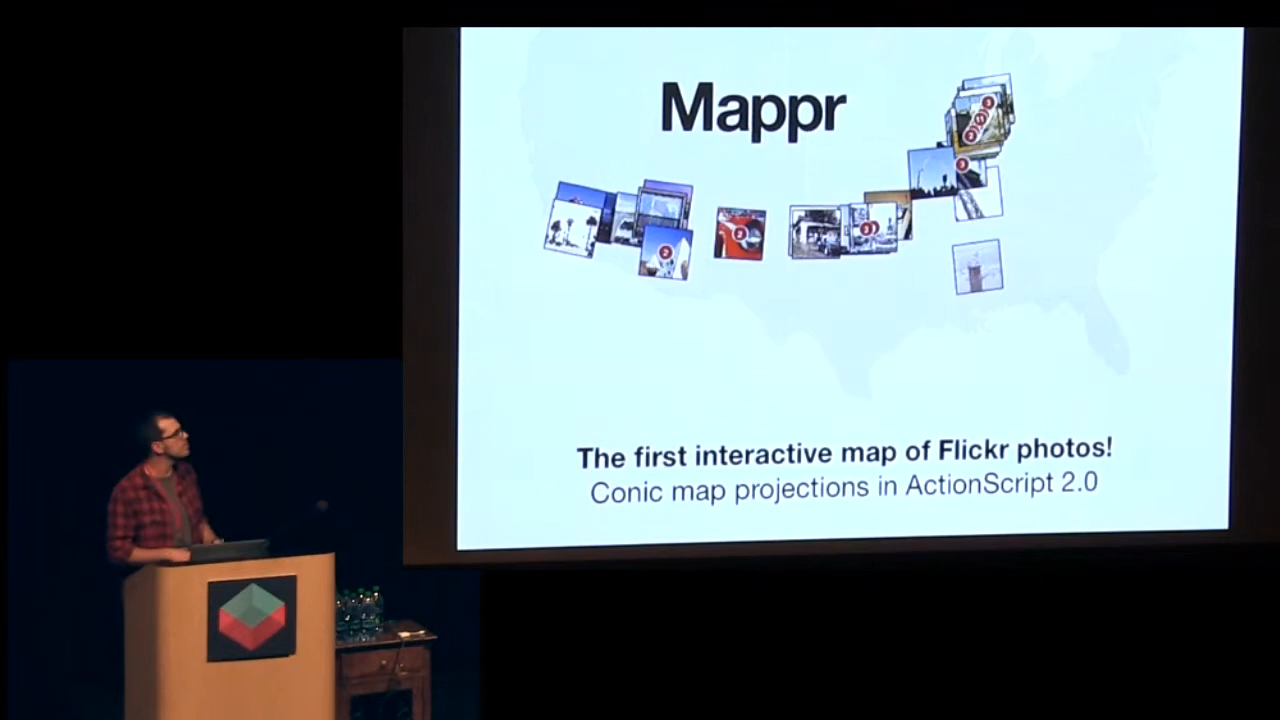 Mappr
The first interactive map of Flickr photos!
Conic map projections in ActionScript 2.0